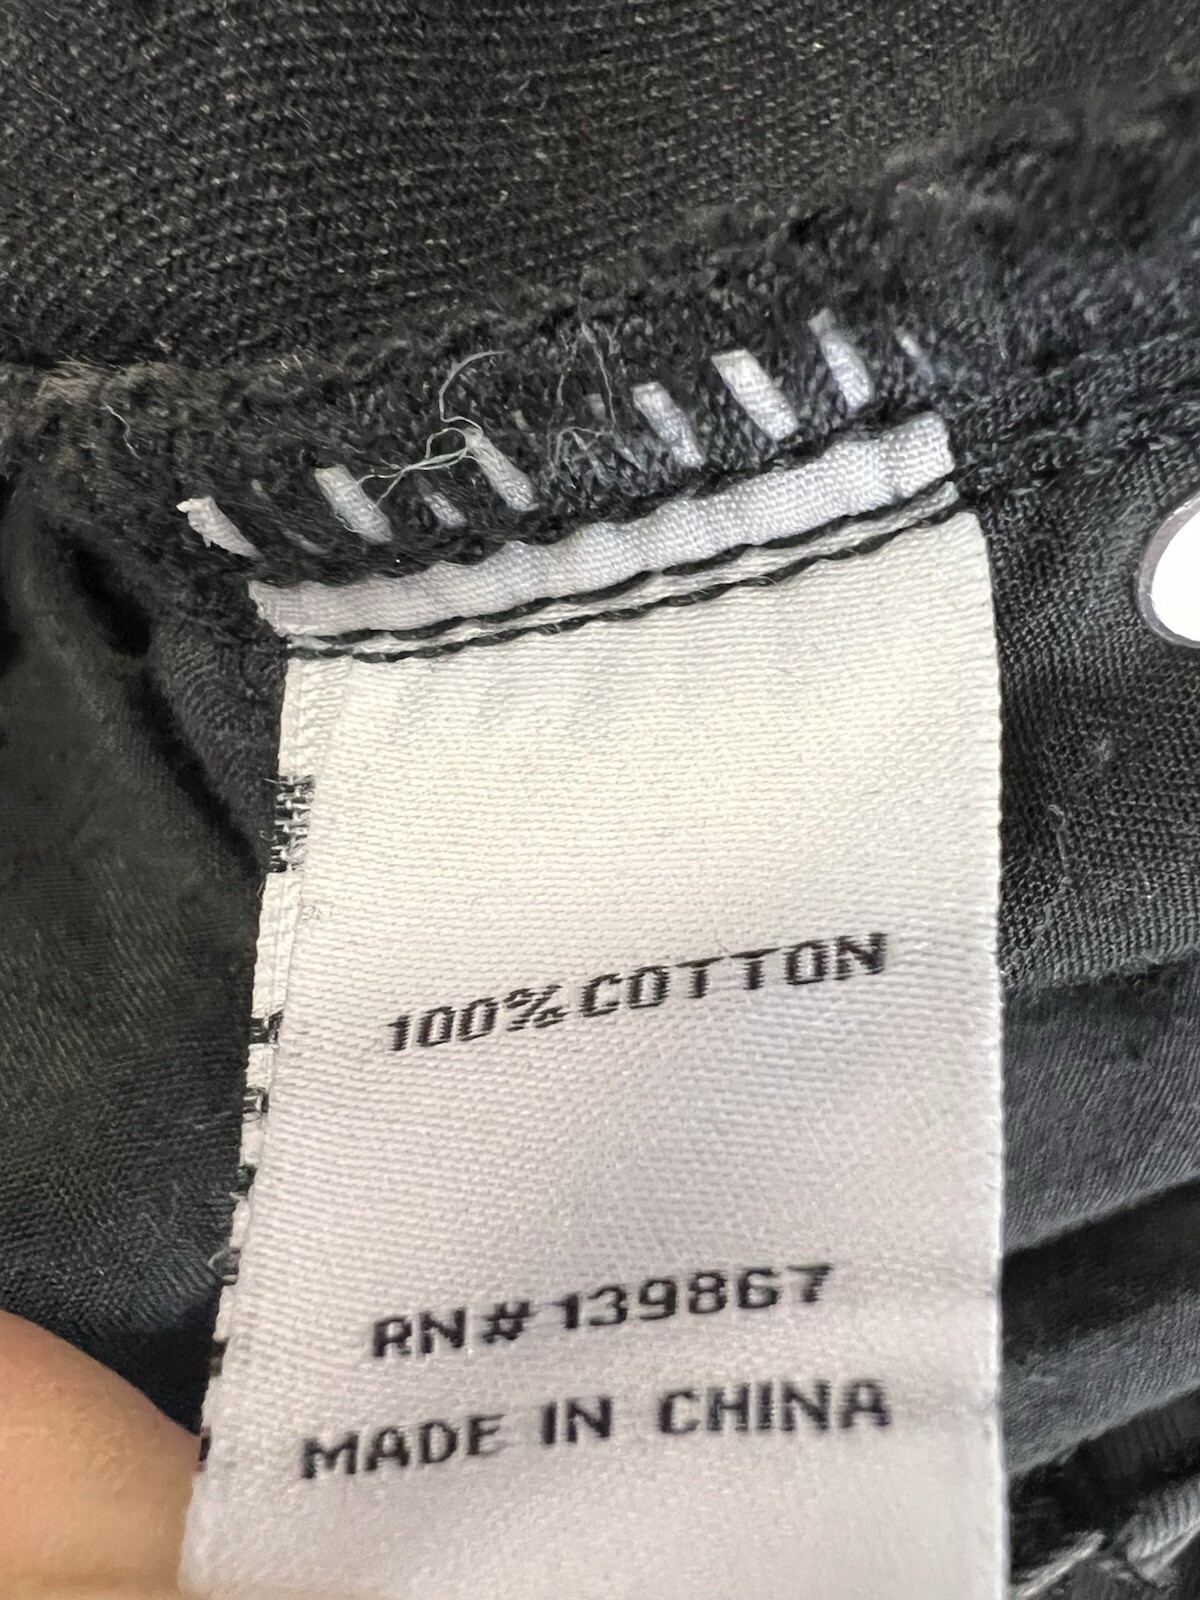 100% COTTON
RN# 139867
MADE IN CHINA